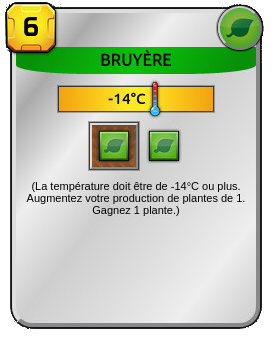 6
BRUYÈRE
-14°C
(La température doit être de -14°C ou plus.
Augmentez votre production de plantes de 1.
Gagnez 1 plante.)